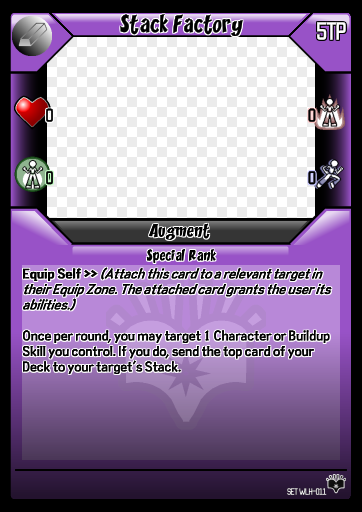 Stack Factory
5TP
0
0
0
0
Augment
Special Rank
Equip Self >> (Attach this card to a relevant target in
their Equip Zone. The attached card grants the user its
abilities.)
Once per round, you may target 1 Character or Buildup
Skill you control. If you do, send the top card of your
Deck to your target's Stack.
SET WLH-011